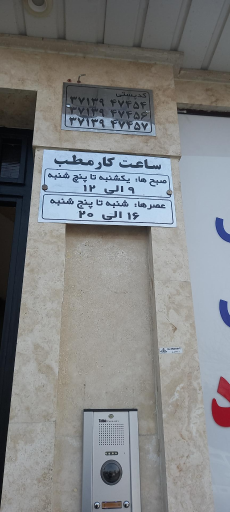 کدپستی
۳۷۱۳۹ ۴۷۴۵۴
۳۷۱۳۹ ۴۷۴۵۶
۳۷۱۳۹ ۴۷۴۵۷
ساعت کار مطب
صبح ها: یکشنبه تا پنج شنبه
۹ الی ۱۲
عصرها: شنبه تا پنج شنبه
۱۶ الی ۲۰